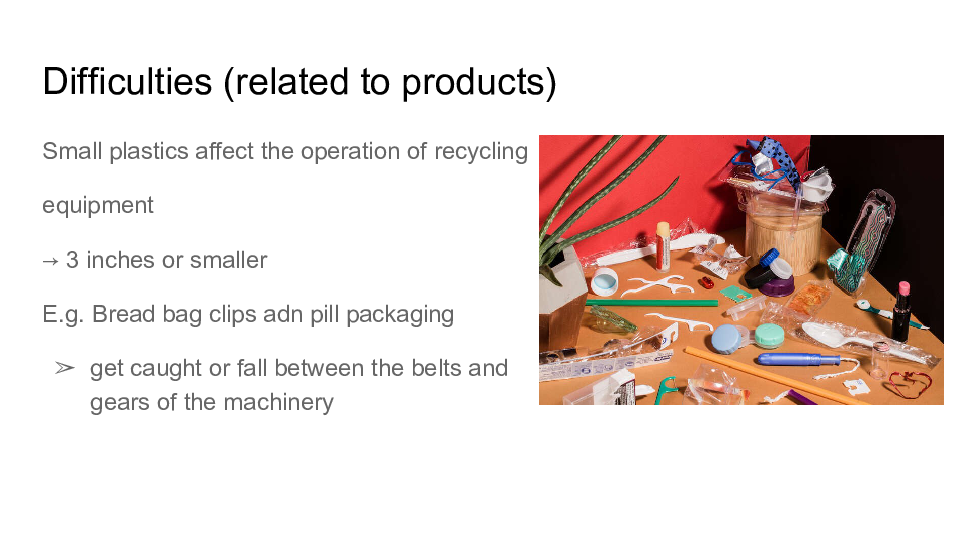 Difficulties (related to products)
Small plastics affect the operation of recycling
equipment
→ 3 inches or smaller
E.g. Bread bag clips adn pill packaging
➢ get caught or fall between the belts and
gears of the machinery